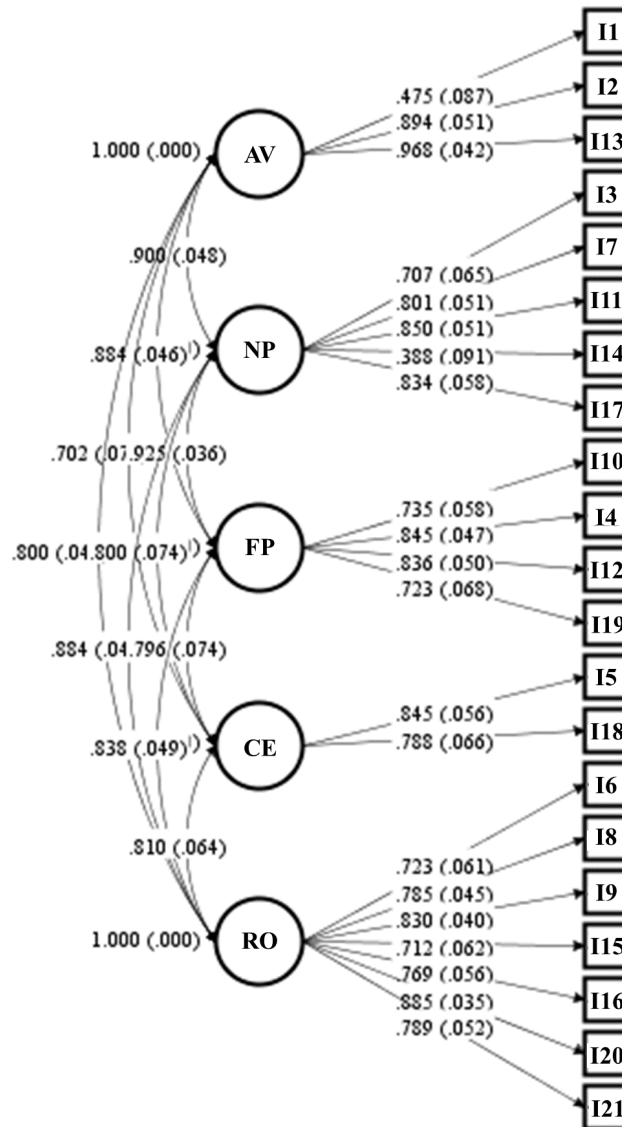 I1
I2
.475 (.087)
.894 (.051)
1.000 (.000)
AV
.968 (.042)
I13
I3
I7
.900 (.048)
.707 (.065)
.801 (.051)
I11
.850 (.051)
.884 (.046)
NP
.388 (.091)
I14
.834 (.058)
I17
.702 (.07
.925 (.036)
I10
.735 (.058)
I4
.845 (.047)
.800 (.04
.800 (.074)
FP
.836 (.050)
I12
.723 (.068)
I19
.884 (.04
.796 (.074)
I5
.845 (.056)
.838 (.049)
CE
.788 (.066)
I18
I6
.810 (.064)
I8
.723 (.061)
.785 (.045)
I9
.830 (.040)
1.000 (.000)
RO
.712 (.062)
I15
.769 (.056)
I16
.885 (.035)
.789 (.052)
I20
I21